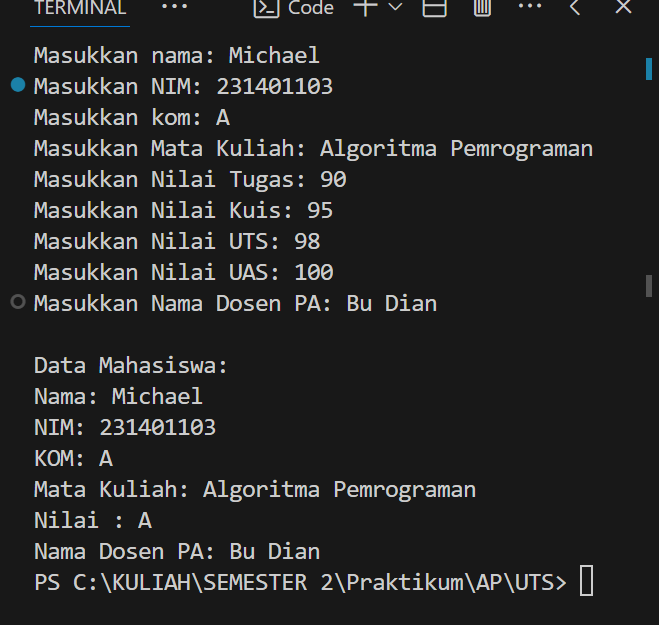 TERMINAL ··· Code
Masukkan nama: Michael
Masukkan NIM: 231401103
Masukkan kom: A
Masukkan Mata Kuliah: Algoritma Pemrograman
Masukkan Nilai Tugas: 90
Masukkan Nilai Kuis: 95
Masukkan Nilai UTS: 98
Masukkan Nilai UAS: 100
Masukkan Nama Dosen PA: Bu Dian
Data Mahasiswa:
Nama: Michael
NIM: 231401103
KOM: A
Mata Kuliah: Algoritma Pemrograman
Nilai : A
Nama Dosen PA: Bu Dian
PS C:\KULIAH\SEMESTER 2\Praktikum\AP\UTS>